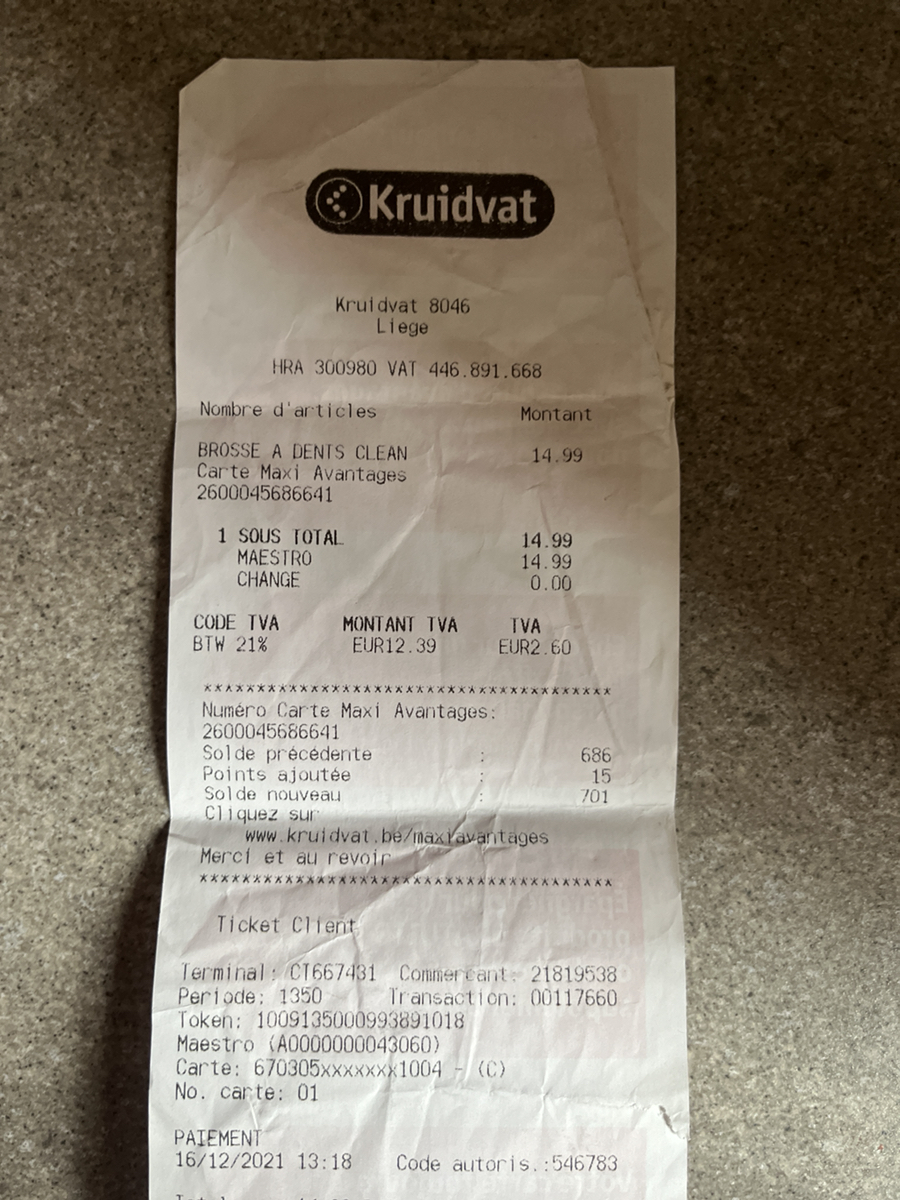 Kruidvat
Kruidvat 8046
Liege
HRA 300980 VAT 446.891.668
Nombre d'articles Montant
BROSSE A DENTS CLEAN 14.99
Carte Maxi Avantages
2600045686641
1 SOUS TOTAL 14.99
MAESTRO 14.99
CHANGE 0.00
CODE TVA MONTANT TVA TVA
BTW 21% EUR12.39 EUR2.60
****************************************
Numéro Carte Maxi Avantages:
2600045686641
Solde précédente : 686
Points ajoutée : 15
Solde nouveau : 701
Cliquez sur
www.kruidvat.be/maxiavantages
Merci et au revoir
****************************************
Ticket Client
Terminal: CT667431 Commercant: 21819538
Periode: 1350 Transaction: 00117660
Token: 1009135000993891018
Maestro (A0000000043060)
Carte: 670305xxxxxxx1004 - (C)
No. carte: 01
PAIEMENT
16/12/2021 13:18 Code autoris.:546783